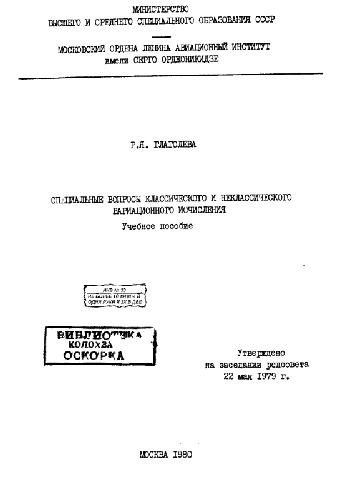 МИНИСТЕРСТВО
ВЫСШЕГО И СРЕДНЕГО СПЕЦИАЛЬНОГО ОБРАЗОВАНИЯ СССР
МОСКОВСКИЙ ОРДЕНА ЛЕНИНА АВИАЦИОННЫЙ ИНСТИТУТ
имени СЕРГО ОРДЖОНИКИДЗЕ
Р.Я. ГЛАГОЛЕВА
СПЕЦИАЛЬНЫЕ ВОПРОСЫ КЛАССИЧЕСКОГО И НЕКЛАССИЧЕСКОГО
ВАРИАЦИОННОГО ИСЧИСЛЕНИЯ
Учебное пособие
БИБЛИОТЕКА
КОЛОХВА
ОСКОРКА
Утверждено
на заседании редсовета
22 мая 1979 г.
МОСКВА 1980